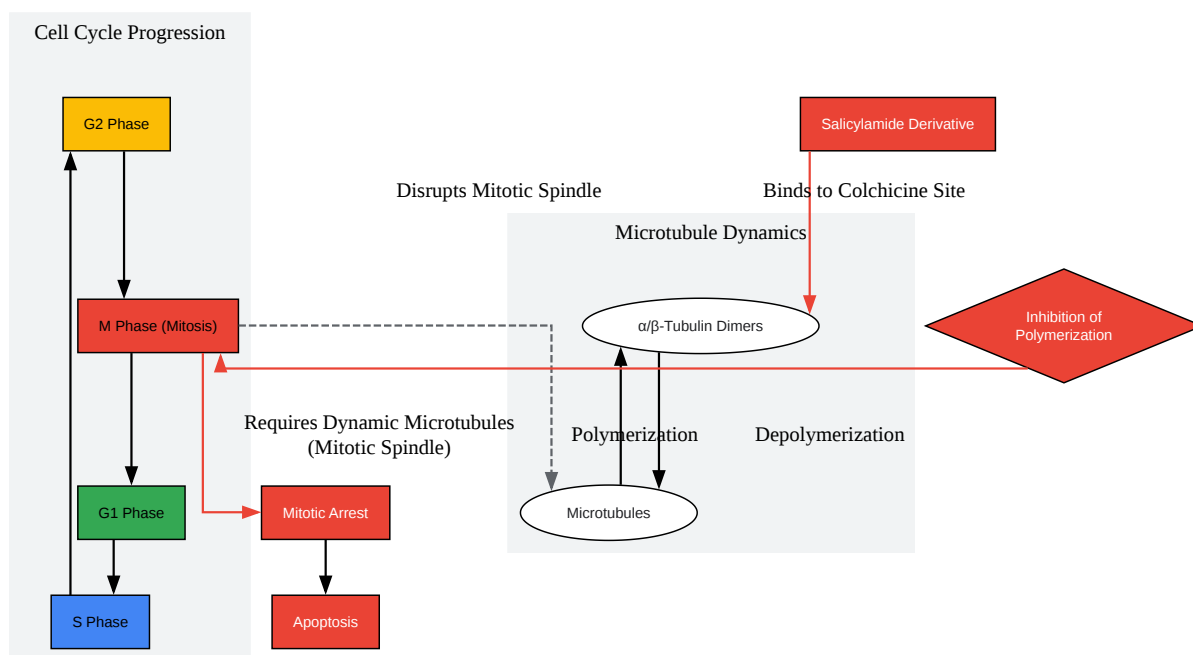 Cell Cycle Progression
G2 Phase
Salicylamide Derivative
Disrupts Mitotic Spindle
Binds to Colchicine Site
Microtubule Dynamics
M Phase (Mitosis)
α/β-Tubulin Dimers
Inhibition of
Polymerization
Requires Dynamic Microtubules
(Mitotic Spindle)
Polymerization
Depolymerization
G1 Phase
Mitotic Arrest
Microtubules
S Phase
Apoptosis